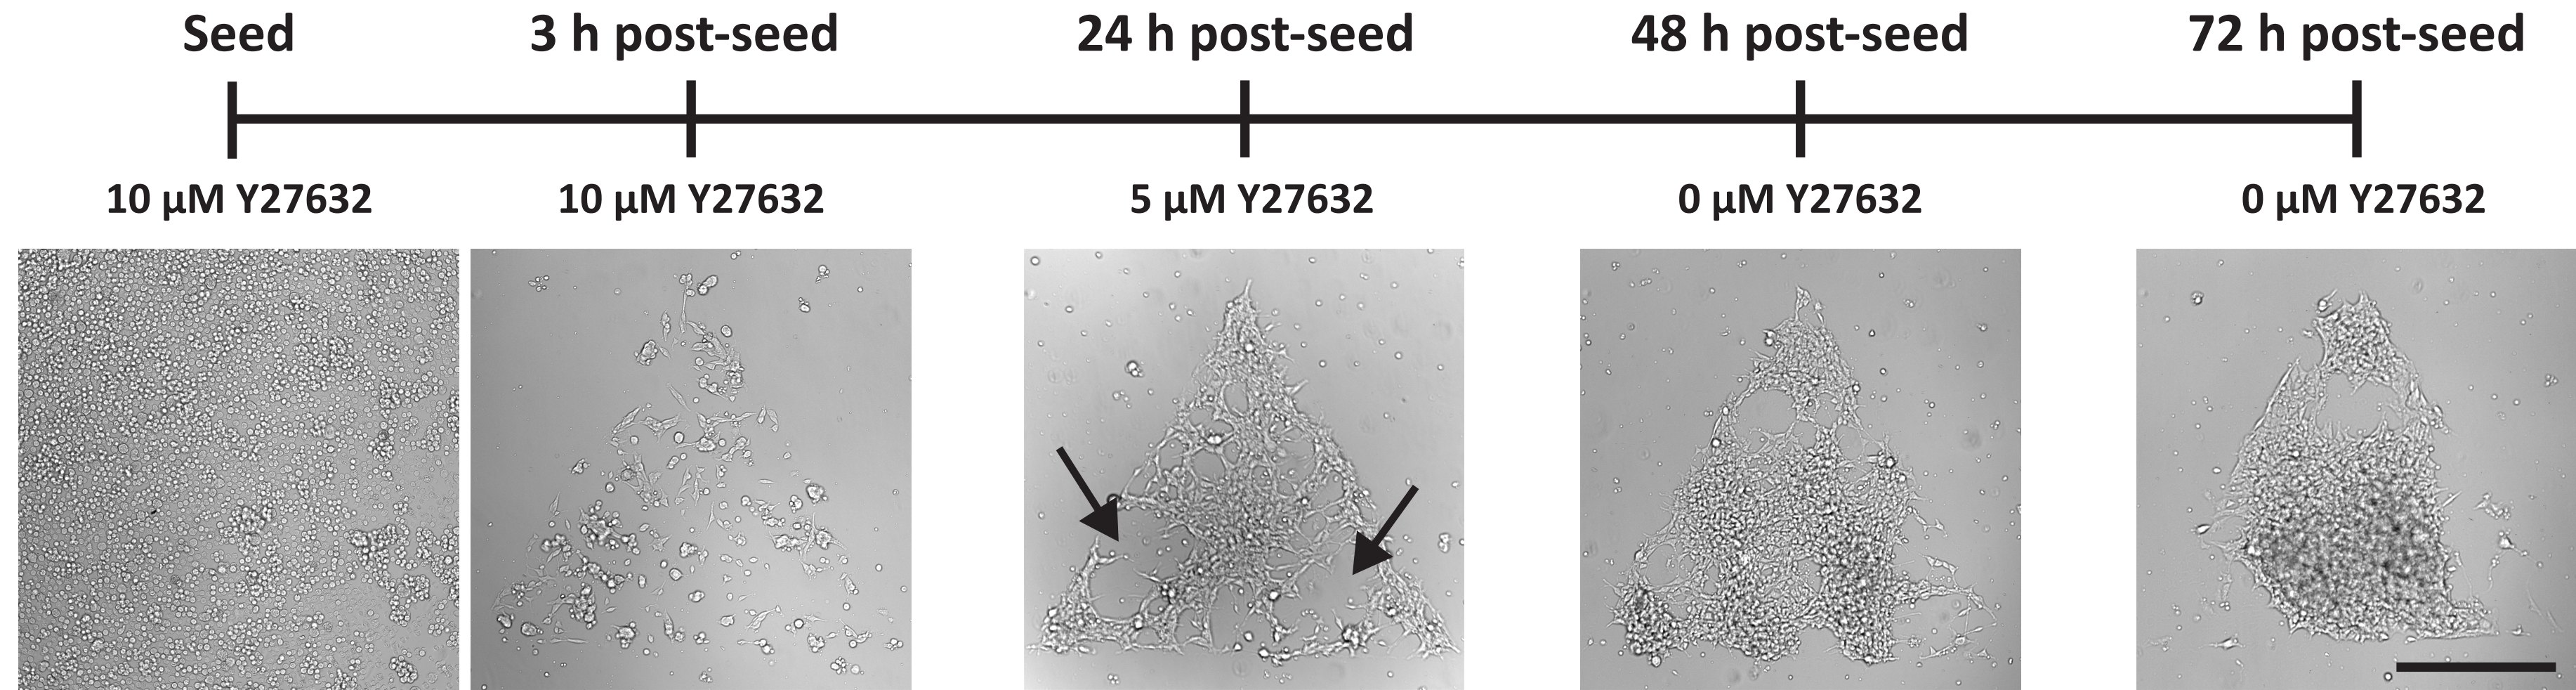 Seed
3 h post-seed
24 h post-seed
48 h post-seed
72 h post-seed
10 µM Y27632
10 µM Y27632
5 µM Y27632
0 µM Y27632
0 µM Y27632